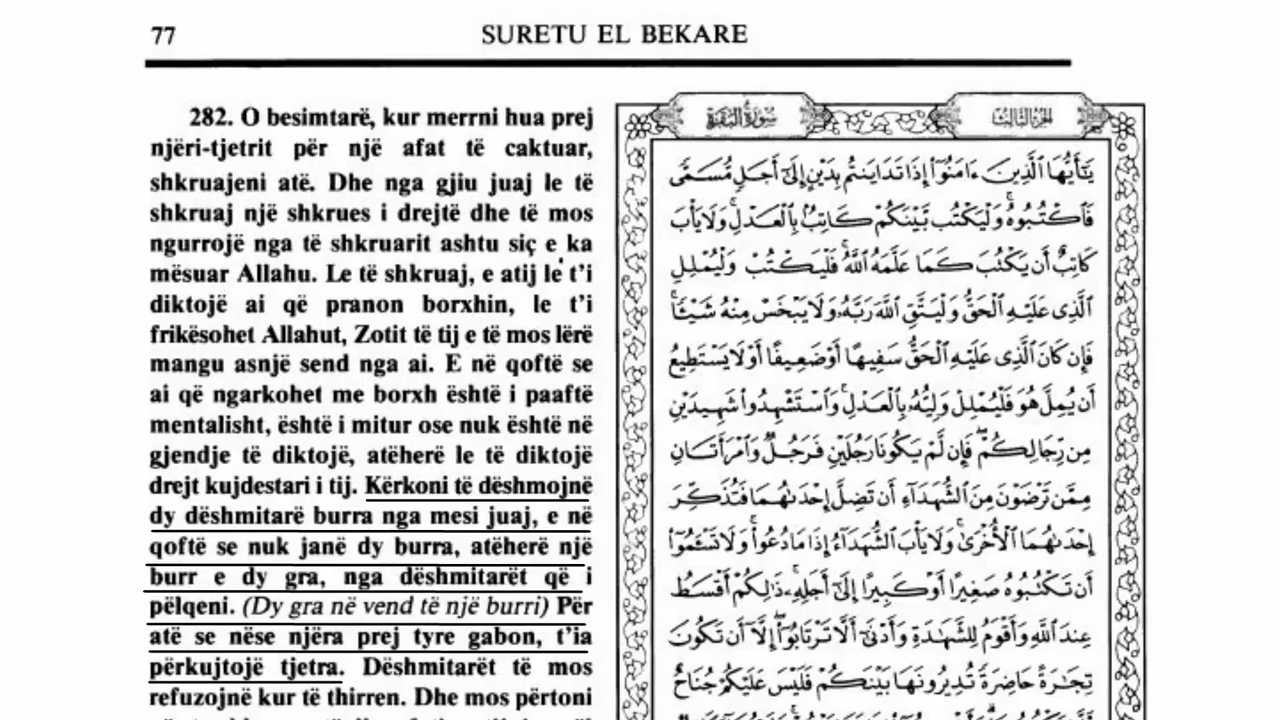 77
SURETU EL BEKARE
282. O besimtarë, kur merrni hua prej
njëri-tjetrit për një afat të caktuar,
shkruajeni atë. Dhe nga gjiu juaj le të
shkruaj një shkrues i drejtë dhe të mos
ngurrojë nga të shkruarit ashtu siç e ka
mësuar Allahu. Le të shkruaj, e atij le t’i
diktojë ai që pranon borxhin, le t’i
frikësohet Allahut, Zotit të tij e të mos lërë
mangu asnjë send nga ai. E në qoftë se
ai që ngarkohet me borxh është i paaftë
mentalisht, është i mitur ose nuk është në
gjendje të diktojë, atëherë le të diktojë
drejt kujdestari i tij. Kërkoni të dëshmojnë
dy dëshmitarë burra nga mesi juaj, e në
qoftë se nuk janë dy burra, atëherë një
burr e dy gra, nga dëshmitarët që i
pëlqeni. (Dy gra në vend të një burri) Për
atë se nëse njëra prej tyre gabon, t’ia
përkujtojë tjetra. Dëshmitarët të mos
refuzojnë kur të thirren. Dhe mos përtoni
الجزء الثالث
سورة البقرة
يَٰٓأَيُّهَا ٱلَّذِينَ ءَامَنُوٓا۟ إِذَا تَدَايَنتُم بِدَيْنٍ إِلَىٰٓ أَجَلٍ مُّسَمًّى
فَٱكْتُبُوهُ ۚ وَلْيَكْتُب بَّيْنَكُمْ كَاتِبٌۢ بِٱلْعَدْلِ ۚ وَلَا يَأْبَ
كَاتِبٌ أَن يَكْتُبَ كَمَا عَلَّمَهُ ٱللَّهُ ۚ فَلْيَكْتُبْ وَلْيُمْلِلِ
ٱلَّذِى عَلَيْهِ ٱلْحَقُّ وَلْيَتَّقِ ٱللَّهَ رَبَّهُۥ وَلَا يَبْخَسْ مِنْهُ شَيْـًٔا ۚ
فَإِن كَانَ ٱلَّذِى عَلَيْهِ ٱلْحَقُّ سَفِيهًا أَوْ ضَعِيفًا أَوْ لَا يَسْتَطِيعُ
أَن يُمِلَّ هُوَ فَلْيُمْلِلْ وَلِيُّهُۥ بِٱلْعَدْلِ ۚ وَٱسْتَشْهِدُوا۟ شَهِيدَيْنِ
مِن رِّجَالِكُمْ ۖ فَإِن لَّمْ يَكُونَا رَجُلَيْنِ فَرَجُلٌ وَٱمْرَأَتَانِ
مِمَّن تَرْضَوْنَ مِنَ ٱلشُّهَدَآءِ أَن تَضِلَّ إِحْدَىٰهُمَا فَتُذَكِّرَ
إِحْدَىٰهُمَا ٱلْأُخْرَىٰ ۚ وَلَا يَأْبَ ٱلشُّهَدَآءُ إِذَا مَا دُعُوا۟ ۚ وَلَا تَسْـَٔمُوٓا۟
أَن تَكْتُبُوهُ صَغِيرًا أَوْ كَبِيرًا إِلَىٰٓ أَجَلِهِۦ ۚ ذَٰلِكُمْ أَقْسَطُ
عِندَ ٱللَّهِ وَأَقْوَمُ لِلشَّهَٰدَةِ وَأَدْنَىٰٓ أَلَّا تَرْتَابُوٓا۟ ۖ إِلَّآ أَن تَكُونَ
تِجَٰرَةً حَاضِرَةً تُدِيرُونَهَا بَيْنَكُمْ فَلَيْسَ عَلَيْكُمْ جُنَاحٌ